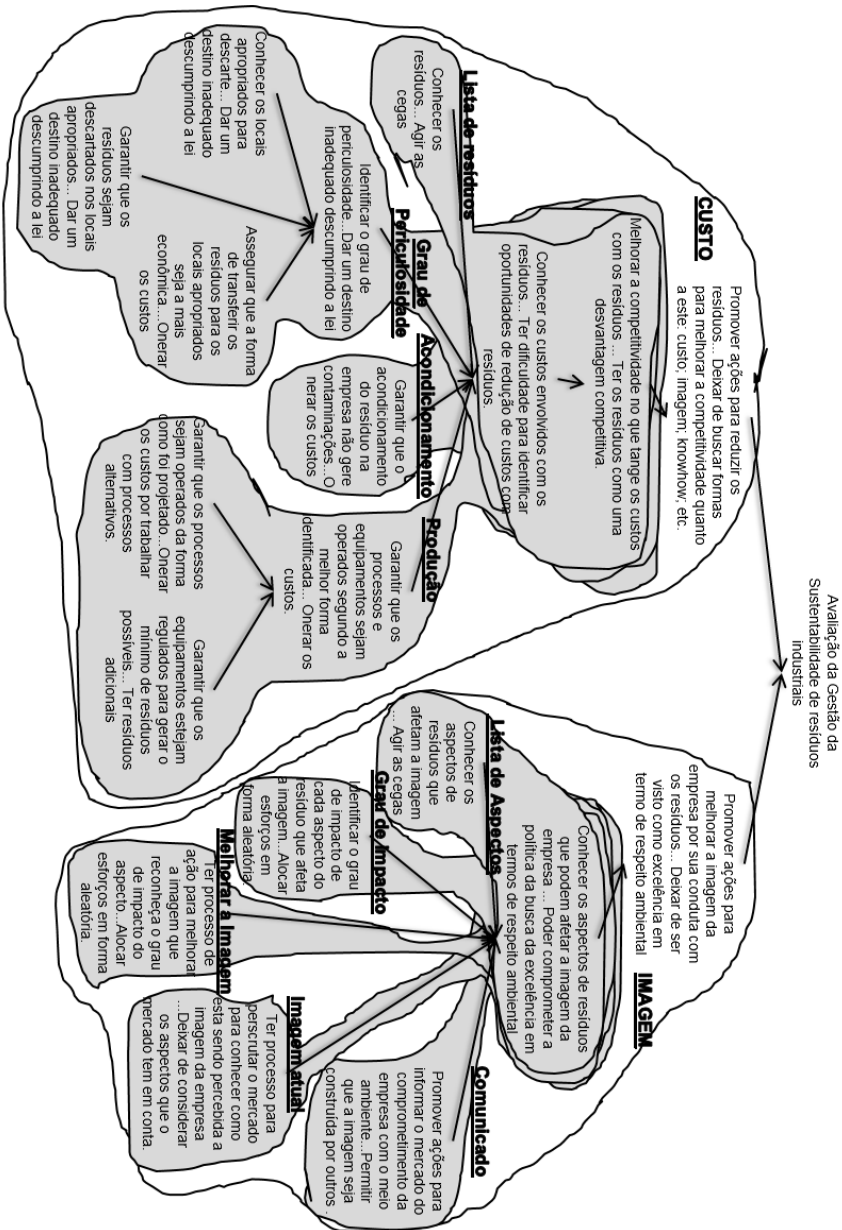 Avaliação da Gestão da
Sustentabilidade de resíduos
industriais
CUSTO
Promover ações para reduzir os
resíduos... Deixar de buscar formas
para melhorar a competitividade quanto
a este: custo, imagem, knowhow, etc.
Melhorar a competitividade no que tange os custos
com os resíduos ... Ter os resíduos como uma
desvantagem competitiva.
Conhecer os custos envolvidos com os
resíduos... Ter dificuldade para identificar
oportunidades de redução de custos com
resíduos.
Lista de resíduros
Conhecer os
resíduos... Agir as
cegas
Grau de
Periculosidade
Identificar o grau de
periculosidade...Dar um destino
inadequado descumprindo a lei
Conhecer os locais
apropriados para
descarte... Dar um
destino inadequado
descumprindo a lei
Garantir que os
resíduos sejam
descartados nos locais
apropriados... Dar um
destino inadequado
descumprindo a lei
Assegurar que a forma
de transferir os
resíduos para os
locais apropriados
seja a mais
econômica....Onerar
os custos
Acondicionamento
Garantir que o
acondicionamento
do resíduo na
empresa não gere
contaminações...O
nerar os custos
Produção
Garantir que os
processos e
equipamentos sejam
operados segundo a
melhor forma
identificada... Onerar os
custos.
Garantir que os processos
sejam operados da forma
como foi projetado...Onerar
os custos por trabalhar
com processos
alternativos.
Garantir que os
equipamentos estejam
regulados para gerar o
mínimo de resíduos
possíveis... Ter resíduos
adicionais
IMAGEM
Promover ações para
melhorar a imagem da
empresa por sua conduta com
os resíduos... Deixar de ser
visto como excelência em
termo de respeito ambiental
Conhecer os aspectos de resíduos
que podem afetar a imagem da
empresa ... Poder comprometer a
política da busca da excelência em
termos de respeito ambiental
Lista de Aspectos
Conhecer os
aspectos de
resíduos que
afetam a imagem
... Agir as cegas
Grau de Impacto
Identificar o grau
de impacto de
cada aspecto do
resíduo que afeta
a imagem...Alocar
esforços em
forma aleatória.
Melhorar a Imagem
Ter processo de
ação para melhorar
a imagem que
reconheça o grau
de impacto do
aspecto...Alocar
esforços em forma
aleatória.
Imagem atual
Ter processo para
perscrutar o mercado
para conhecer como
esta sendo percebida a
imagem da empresa
...Deixar de considerar
os aspectos que o
mercado tem em conta.
Comunicado
Promover ações para
informar o mercado do
comprometimento da
empresa com o meio
ambiente...Permitir
que a imagem seja
construída por outros .